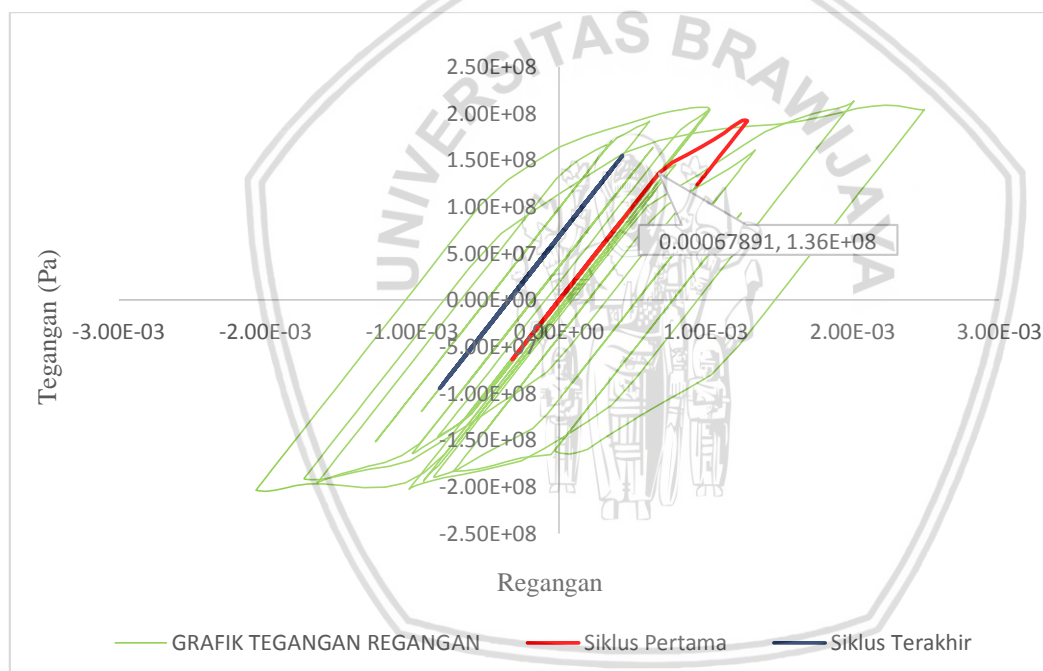 UNIVERSITAS BRAWIJAYA
2.50E+08
2.00E+08
1.50E+08
1.00E+08
5.00E+07
0.00E+00
-5.00E+07
-1.00E+08
-1.50E+08
-2.00E+08
-2.50E+08
-3.00E-03
-2.00E-03
-1.00E-03
0.00E+00
1.00E-03
2.00E-03
3.00E-03
0.00067891, 1.36E+08
Tegangan (Pa)
Regangan
GRAFIK TEGANGAN REGANGAN
Siklus Pertama
Siklus Terakhir